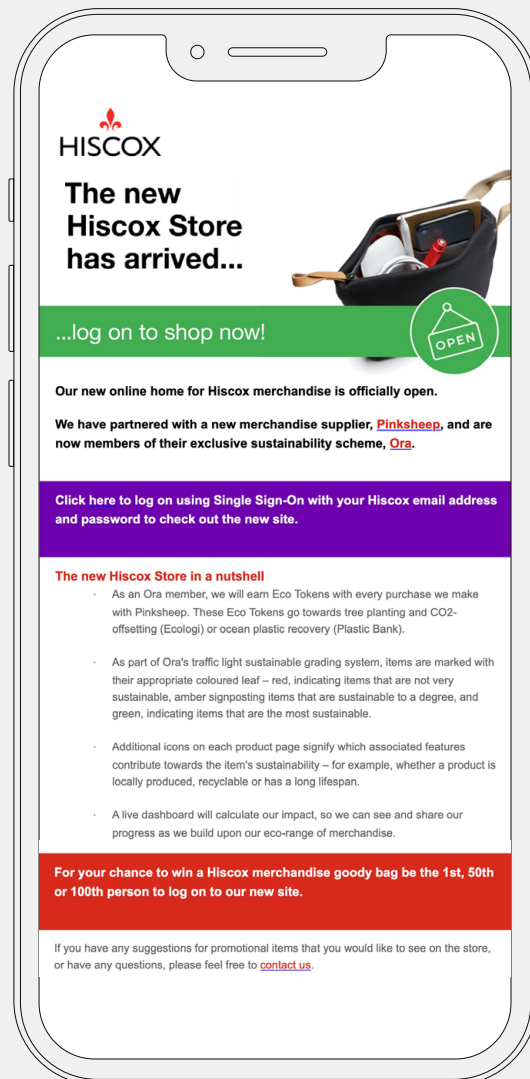 HISCOX
The new
Hiscox Store
has arrived...
...log on to shop now!
OPEN
Our new online home for Hiscox merchandise is officially open.
We have partnered with a new merchandise supplier, Pinksheep, and are
now members of their exclusive sustainability scheme, Ora.
Click here to log on using Single Sign-On with your Hiscox email address
and password to check out the new site.
The new Hiscox Store in a nutshell
· As an Ora member, we will earn Eco Tokens with every purchase we make
with Pinksheep. These Eco Tokens go towards tree planting and CO2-
offsetting (Ecologi) or ocean plastic recovery (Plastic Bank).
· As part of Ora's traffic light sustainable grading system, items are marked with
their appropriate coloured leaf – red, indicating items that are not very
sustainable, amber signposting items that are sustainable to a degree, and
green, indicating items that are the most sustainable.
· Additional icons on each product page signify which associated features
contribute towards the item's sustainability – for example, whether a product is
locally produced, recyclable or has a long lifespan.
· A live dashboard will calculate our impact, so we can see and share our
progress as we build upon our eco-range of merchandise.
For your chance to win a Hiscox merchandise goody bag be the 1st, 50th
or 100th person to log on to our new site.
If you have any suggestions for promotional items that you would like to see on the store,
or have any questions, please feel free to contact us.